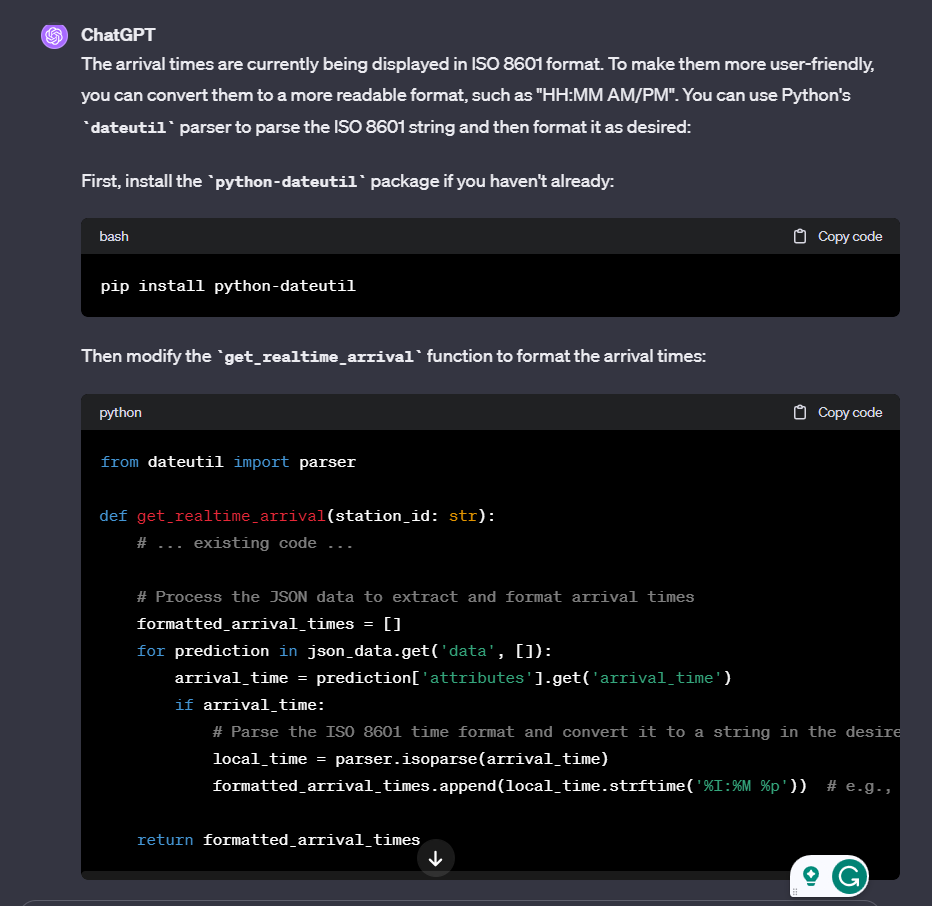 ChatGPT
The arrival times are currently being displayed in ISO 8601 format. To make them more user-friendly,
you can convert them to a more readable format, such as "HH:MM AM/PM". You can use Python's
`dateutil` parser to parse the ISO 8601 string and then format it as desired:
First, install the `python-dateutil` package if you haven't already:
bash Copy code
pip install python-dateutil
Then modify the `get_realtime_arrival` function to format the arrival times:
python Copy code
from dateutil import parser
def get_realtime_arrival(station_id: str):
    # ... existing code ...
    # Process the JSON data to extract and format arrival times
    formatted_arrival_times = []
    for prediction in json_data.get('data', []):
        arrival_time = prediction['attributes'].get('arrival_time')
        if arrival_time:
            # Parse the ISO 8601 time format and convert it to a string in the desire
            local_time = parser.isoparse(arrival_time)
            formatted_arrival_times.append(local_time.strftime('%I:%M %p'))  # e.g.,
    return formatted_arrival_times